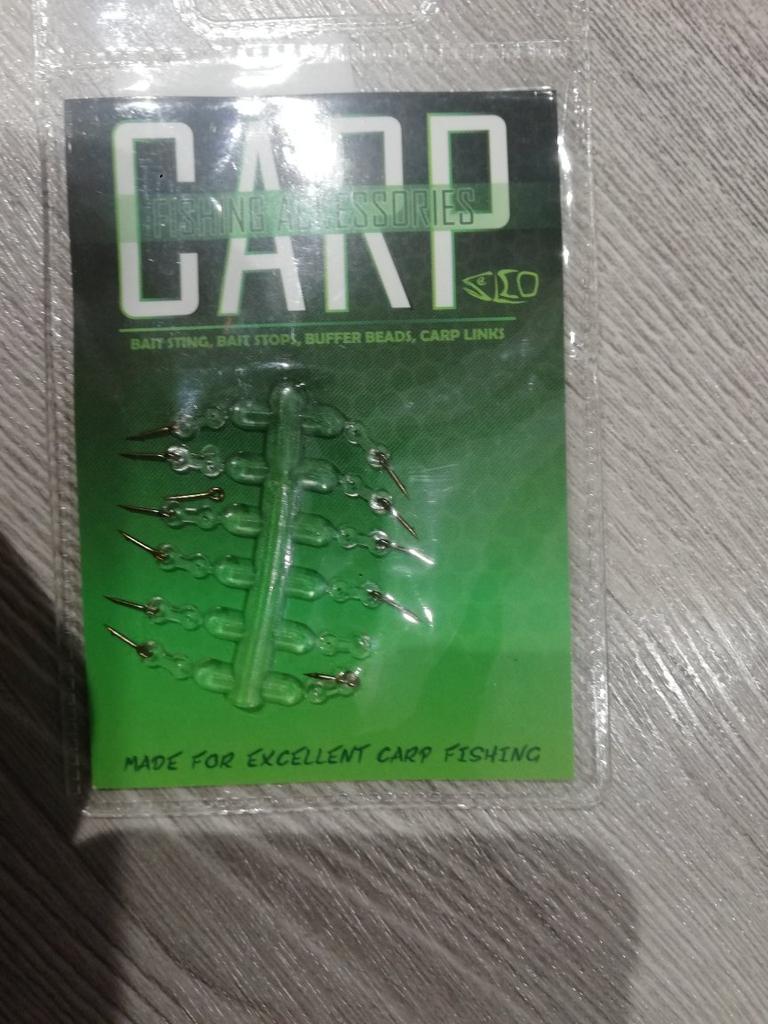 CARP
FISHING ACCESSORIES
BAIT STING, BAIT STOPS, BUFFER BEADS, CARP LINKS
MADE FOR EXCELLENT CARP FISHING